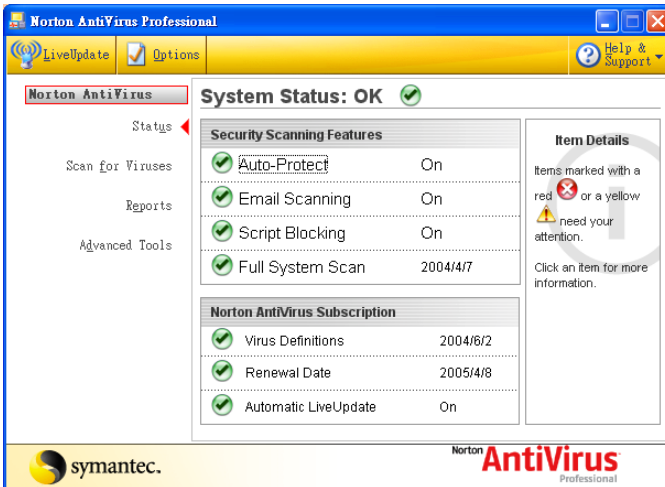 Norton AntiVirus Professional
LiveUpdate
Options
Help &
Support
Norton AntiVirus
Status
Scan for Viruses
Reports
Advanced Tools
System Status: OK
Security Scanning Features
Auto-Protect On
Email Scanning On
Script Blocking On
Full System Scan 2004/4/7
Norton AntiVirus Subscription
Virus Definitions 2004/6/2
Renewal Date 2005/4/8
Automatic LiveUpdate On
Item Details
Items marked with a
red or a yellow
need your
attention.
Click an item for more
information.
symantec.
Norton AntiVirus
Professional